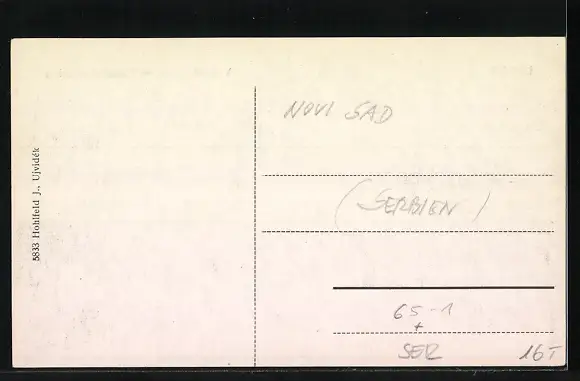 5833 Hohlfeld J., Ujvidék
NOVI SAD
(SERBIEN)
65-1
+
SER
16T